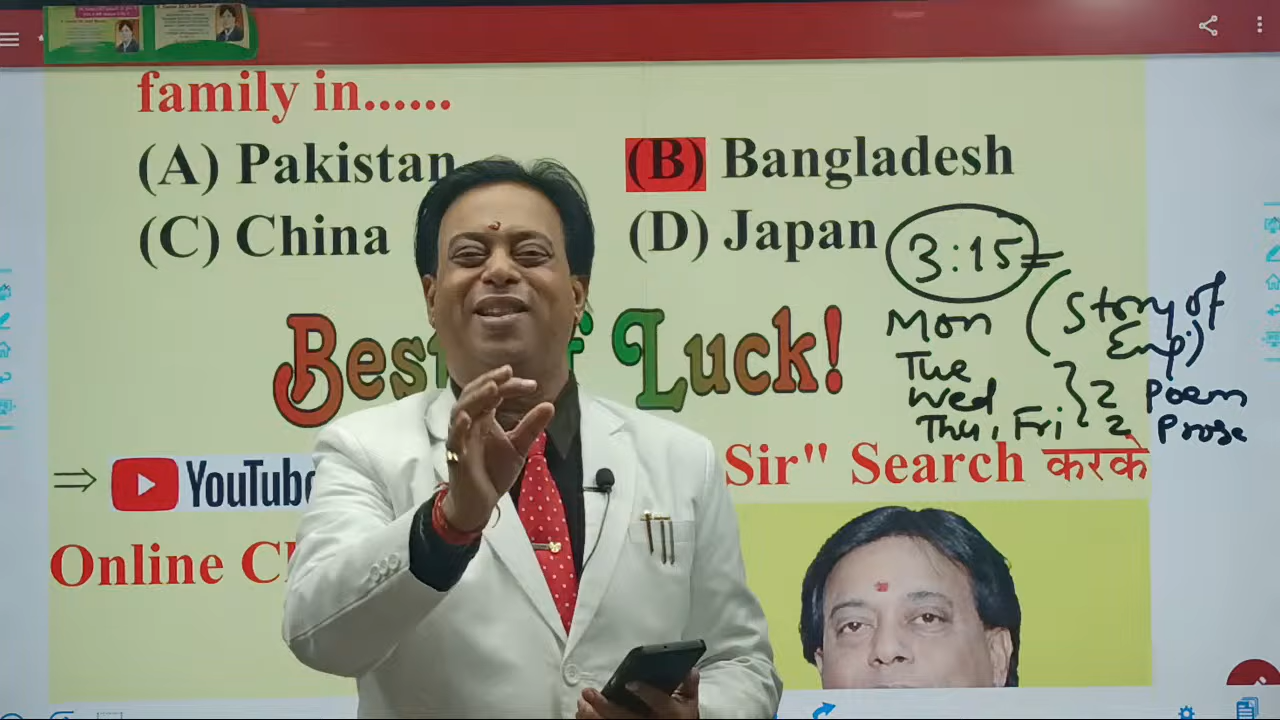 family in......
(A) Pakistan (B) Bangladesh
(C) China (D) Japan
3:15
Mon (Story of
Eng)
Tue
Wed } 2 Poem
Thu, Fri 2 Prose
Best Luck!
⇒ YouTube Sir" Search करके
Online